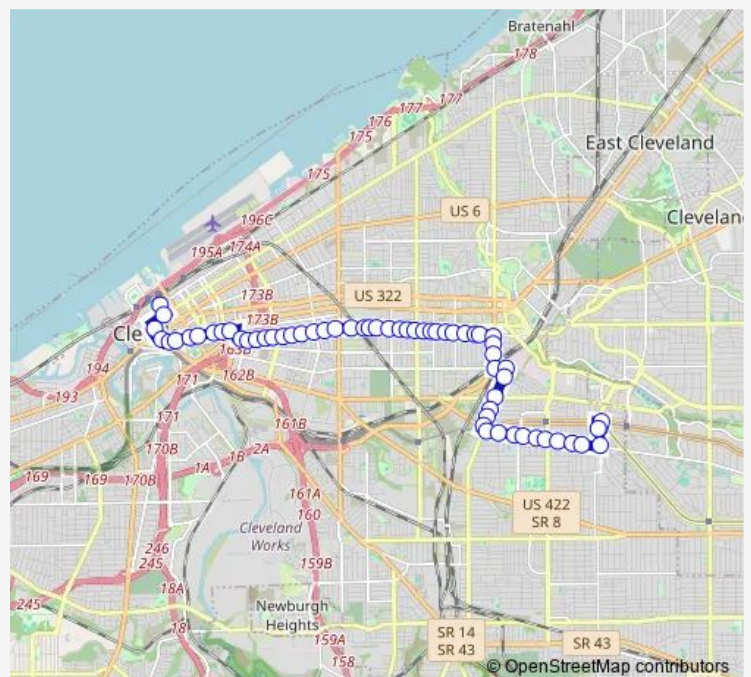 Bratenahl
178
177
177
176
175
East Cleveland
175
US 6
196C
Clevelan
195A
174A
173B
US 322
173B
Cle
163B
194
162B
171
193
161B
171
170B
2A
1B
1A
169
169
170B
161A
US 422
SR 8
160
Cleveland
Works
246
245
159B
18A
245
Newburgh
Heights
18
159A
SR 14
SR 43
SR 43
158
© OpenStreetMap contributors